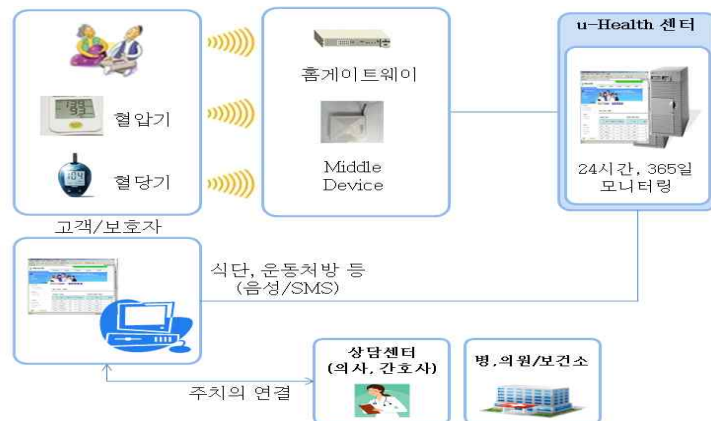 u-Health 센터
홈게이트웨이
혈압기
Middle
Device
혈당기
24시간, 365일
모니터링
고객/보호자
식단, 운동처방 등
(음성/SMS)
상담센터
(의사, 간호사)
병,의원/보건소
주치의 연결